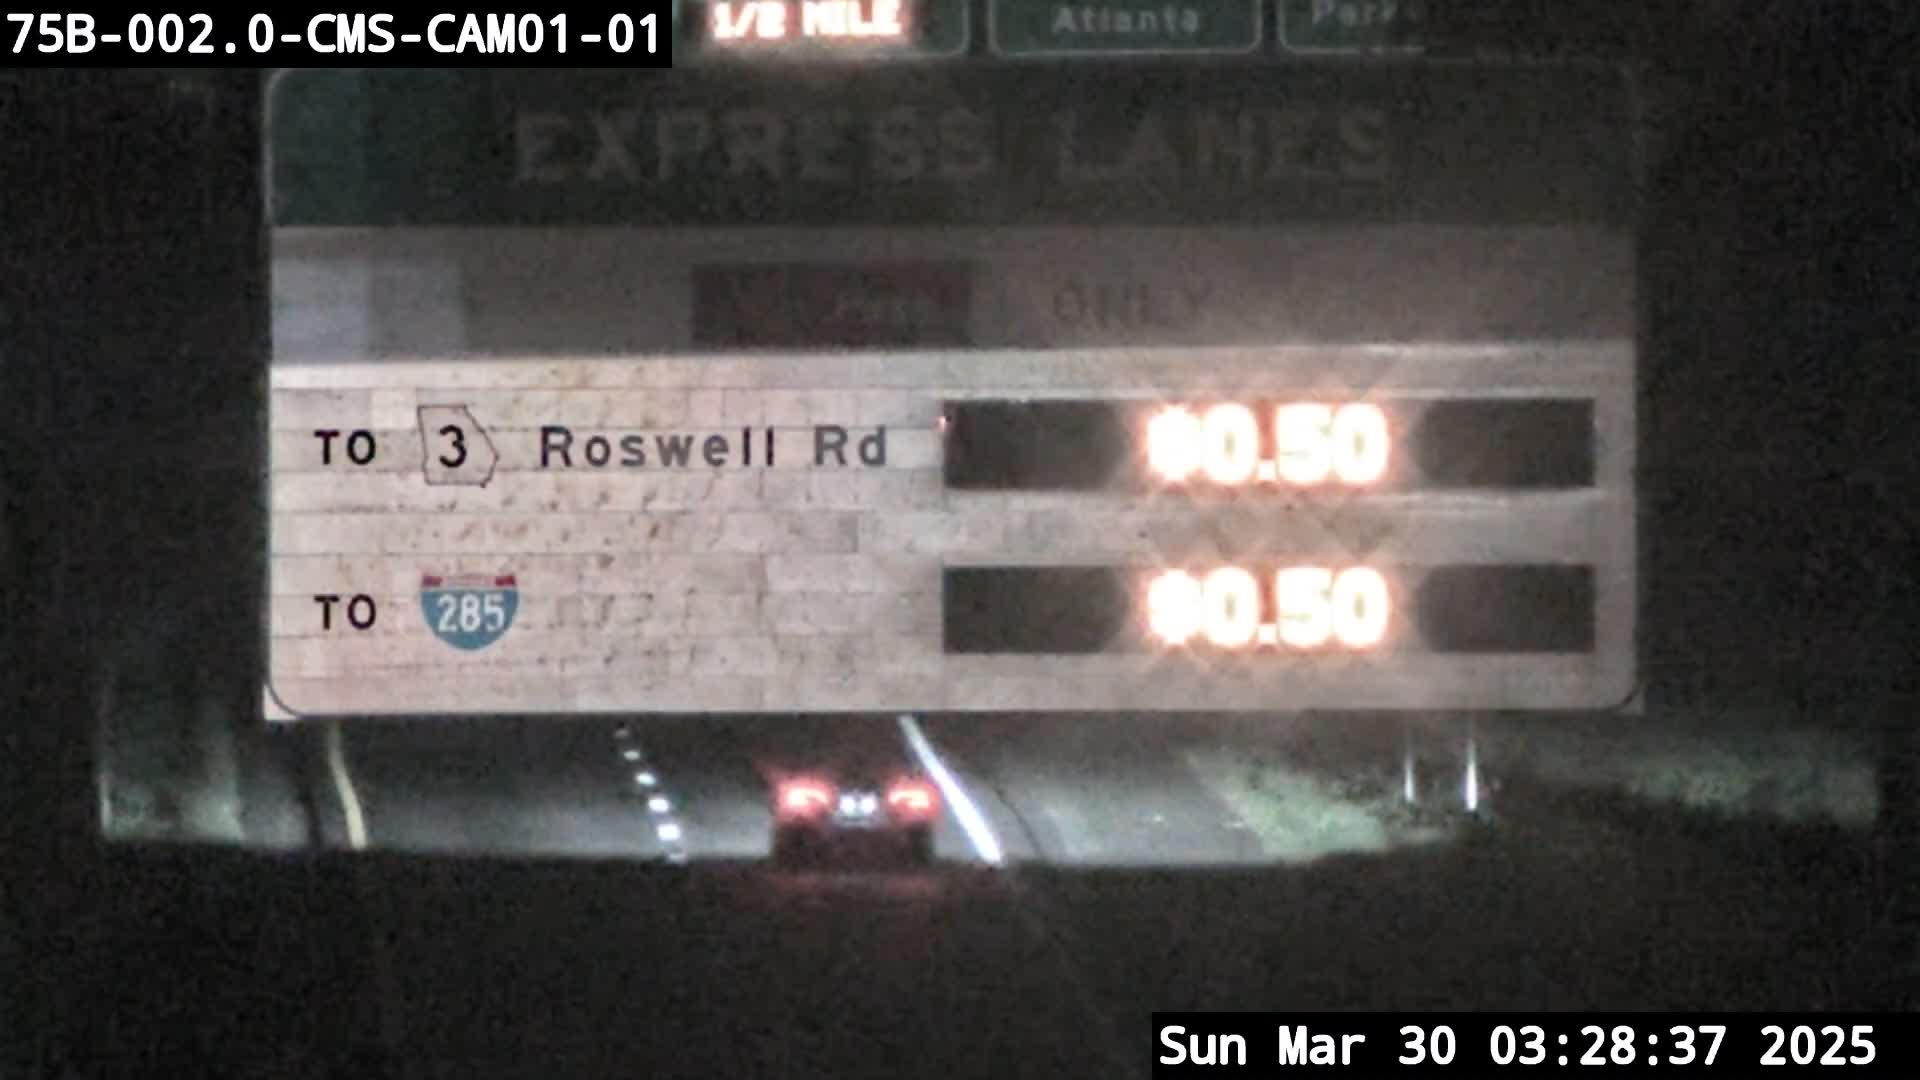 75B-002.0-CMS-CAM01-01
1/2 MILE
Atlanta
EXPRESS LANES
ONLY
TO 3 Roswell Rd $0.50
TO 285 $0.50
Sun Mar 30 03:28:37 2025